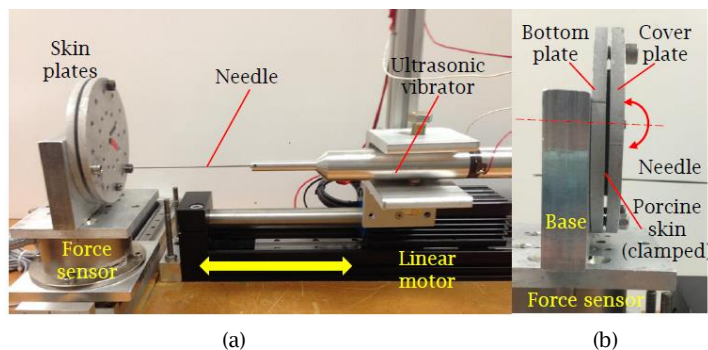 Skin
plates
Needle
Ultrasonic
vibrator
Force
sensor
Linear
motor
(a)
Bottom
plate
Cover
plate
Needle
Porcine
skin
(clamped)
Base
Force sensor
(b)